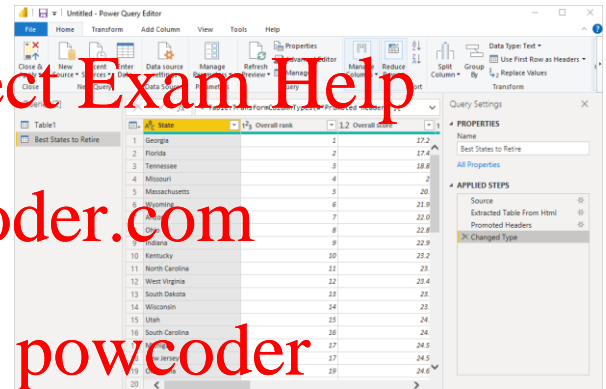 Untitled - Power Query Editor
File Home Transform Add Column View Tools Help
Properties Data Type: Text
Use First Row as Headers
Close & New Enter Data source Manage Refresh Manage Reduce Split Group Replace Values
Source Data settings Preview Column By
Close Parameters Transform
ect Exam Help
Query Settings
Table1
Best States to Retire
State Overall rank 1.2 Overall score
1 Georgia 1 17.2
2 Florida 2 17.4
3 Tennessee 3 18.8
4 Missouri 4 2
5 Massachusetts 5 20.
6 Wyoming 6 21.9
7 7 22.0
8 Ohio 8 22.8
9 Indiana 9 22.9
10 Kentucky 10 23.2
11 North Carolina 11 23.
12 West Virginia 12 23.4
13 South Dakota 13 23.
14 Wisconsin 14 23.
15 Utah 15 24.
16 South Carolina 16 24.
17 17 24.5
18 New Jersey 17 24.5
19 19 24.6
20
oder.com
powcoder
PROPERTIES
Name
Best States to Retire
All Properties
APPLIED STEPS
Source
Extracted Table From Html
Promoted Headers
Changed Type